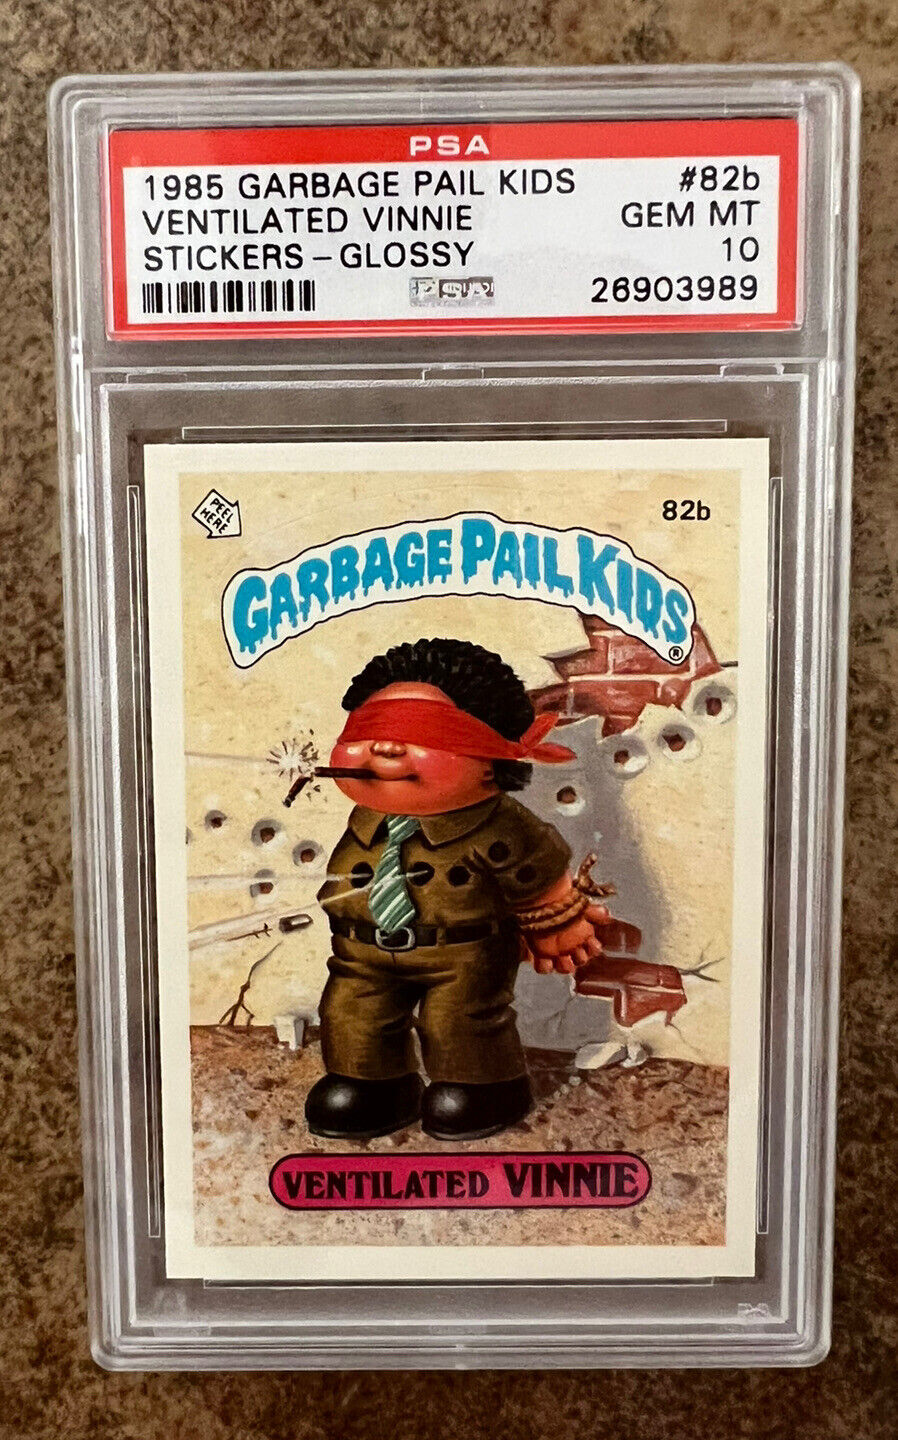 PSA
1985 GARBAGE PAIL KIDS #82b
VENTILATED VINNIE GEM MT
STICKERS - GLOSSY 10
PSA 26903989
PEEL HERE
82b
GARBAGE PAIL KIDS ®
VENTILATED VINNIE